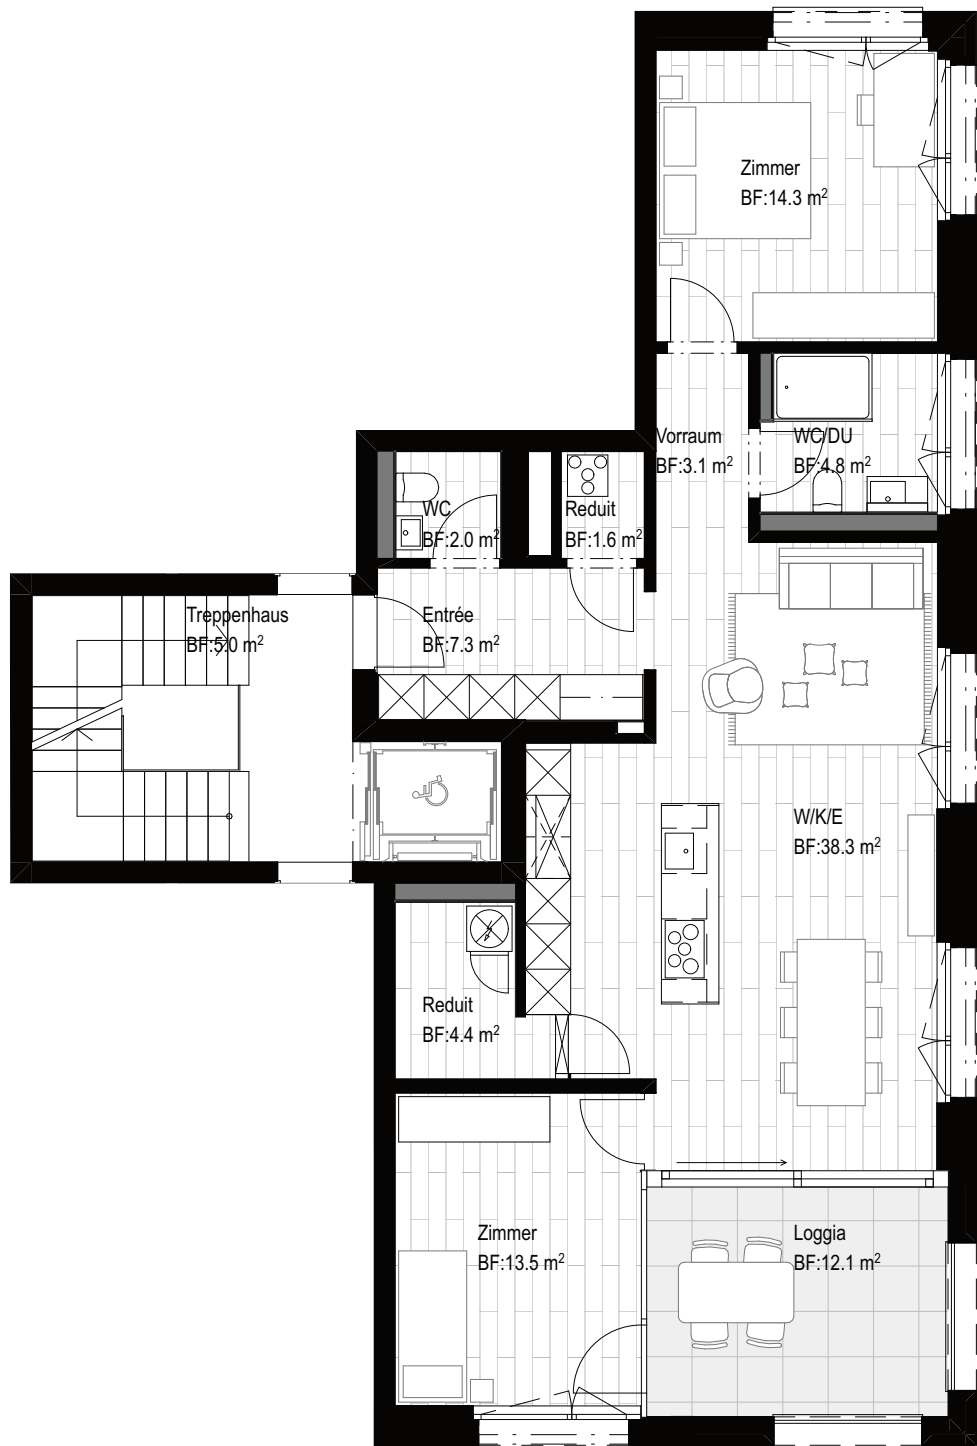 Zimmer
BF:14.3 m²
Vorraum
BF:3.1 m²
WC/DU
BF:4.8 m²
WC
BF:2.0 m²
Reduit
BF:1.6 m²
Treppenhaus
BF:5.0 m²
Entrée
BF:7.3 m²
W/K/E
BF:38.3 m²
Reduit
BF:4.4 m²
Zimmer
BF:13.5 m²
Loggia
BF:12.1 m²